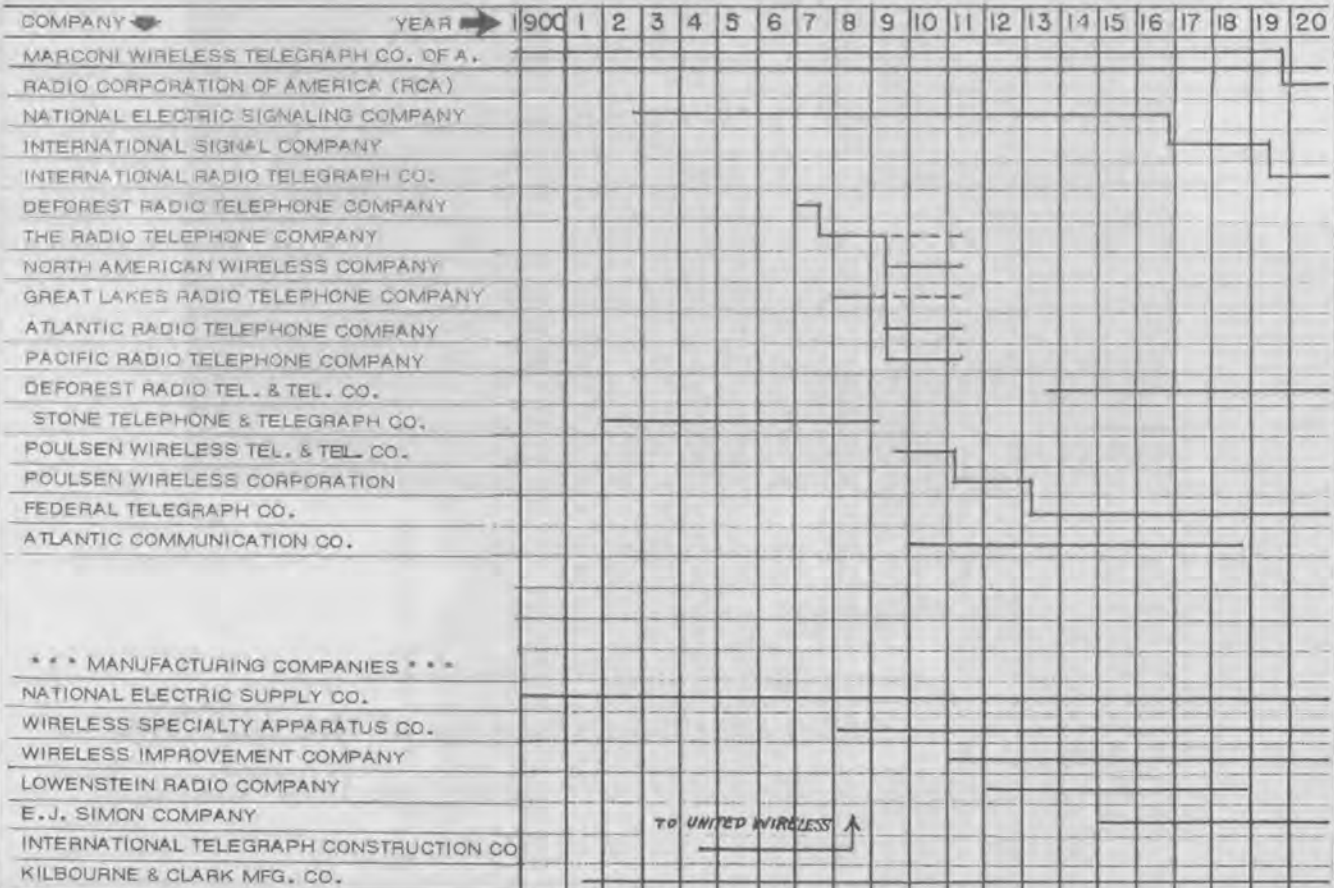 COMPANY YEAR 1900 1 2 3 4 5 6 7 8 9 10 11 12 13 14 15 16 17 18 19 20
MARCONI WIRELESS TELEGRAPH CO. OF A.
RADIO CORPORATION OF AMERICA (RCA)
NATIONAL ELECTRIC SIGNALING COMPANY
INTERNATIONAL SIGNAL COMPANY
INTERNATIONAL RADIO TELEGRAPH CO.
DEFOREST RADIO TELEPHONE COMPANY
THE RADIO TELEPHONE COMPANY
NORTH AMERICAN WIRELESS COMPANY
GREAT LAKES RADIO TELEPHONE COMPANY
ATLANTIC RADIO TELEPHONE COMPANY
PACIFIC RADIO TELEPHONE COMPANY
DEFOREST RADIO TEL. & TEL. CO.
STONE TELEPHONE & TELEGRAPH CO.
POULSEN WIRELESS TEL. & TEL. CO.
POULSEN WIRELESS CORPORATION
FEDERAL TELEGRAPH CO.
ATLANTIC COMMUNICATION CO.
* * * MANUFACTURING COMPANIES * * *
NATIONAL ELECTRIC SUPPLY CO.
WIRELESS SPECIALTY APPARATUS CO.
WIRELESS IMPROVEMENT COMPANY
LOWENSTEIN RADIO COMPANY
E.J. SIMON COMPANY
TO UNITED WIRELESS
INTERNATIONAL TELEGRAPH CONSTRUCTION CO
KILBOURNE & CLARK MFG. CO.